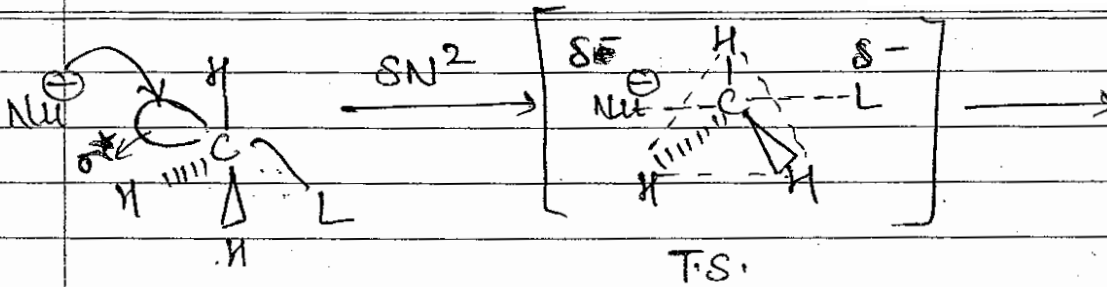 H SN² δ- H δ-
Nu ⊖ ⊖
σ* C Nu C L
H L H H
H T.S.